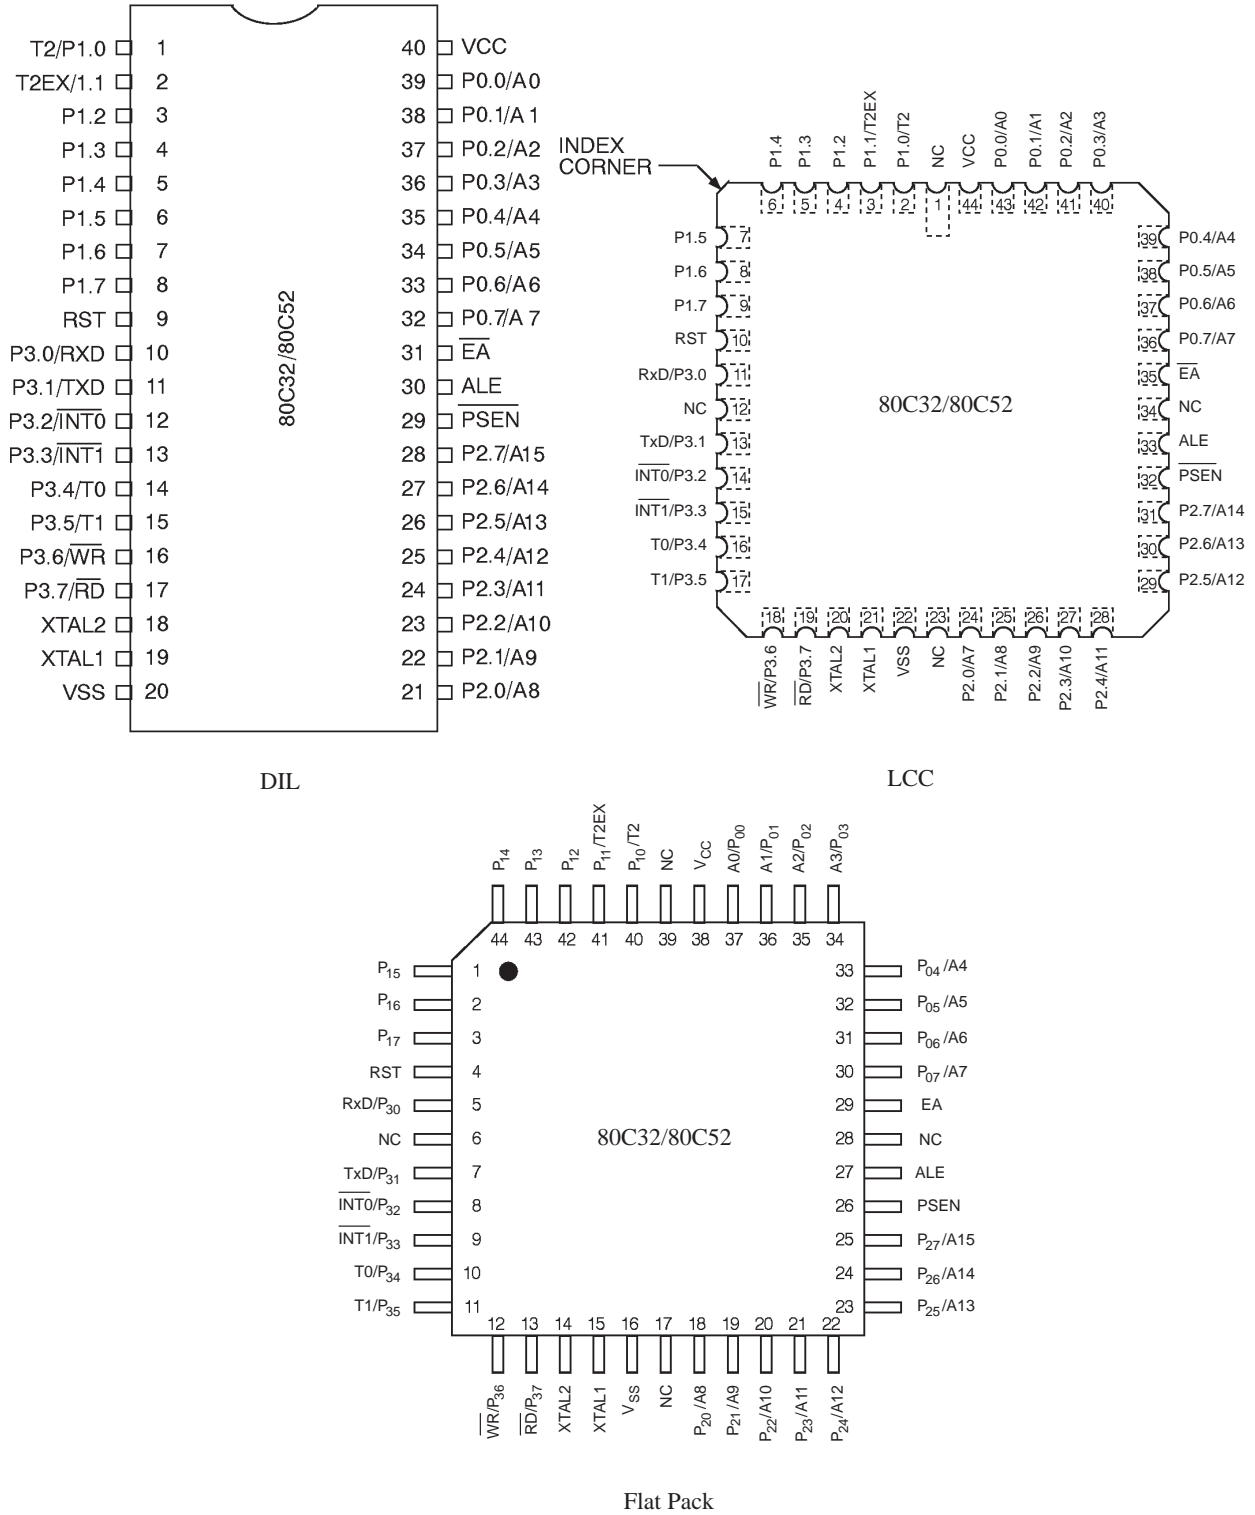 T2/P1.0 1 40 VCC
T2EX/1.1 2 39 P0.0/A0
P1.2 3 38 P0.1/A1
P1.3 4 37 P0.2/A2
P1.4 5 36 P0.3/A3
P1.5 6 35 P0.4/A4
P1.6 7 34 P0.5/A5
P1.7 8 33 P0.6/A6
RST 9 32 P0.7/A7
P3.0/RXD 10 31 EA
P3.1/TXD 11 30 ALE
P3.2/INT0 12 29 PSEN
P3.3/INT1 13 28 P2.7/A15
P3.4/T0 14 27 P2.6/A14
P3.5/T1 15 26 P2.5/A13
P3.6/WR 16 25 P2.4/A12
P3.7/RD 17 24 P2.3/A11
XTAL2 18 23 P2.2/A10
XTAL1 19 22 P2.1/A9
VSS 20 21 P2.0/A8
80C32/80C52
DIL
INDEX
CORNER
P1.4 P1.3 P1.2 P1.1/T2EX P1.0/T2 NC VCC P0.0/A0 P0.1/A1 P0.2/A2 P0.3/A3
6 5 4 3 2 1 44 43 42 41 40
P1.5 7 39 P0.4/A4
P1.6 8 38 P0.5/A5
P1.7 9 37 P0.6/A6
RST 10 36 P0.7/A7
RxD/P3.0 11 35 EA
NC 12 34 NC
TxD/P3.1 13 33 ALE
INT0/P3.2 14 32 PSEN
INT1/P3.3 15 31 P2.7/A14
T0/P3.4 16 30 P2.6/A13
T1/P3.5 17 29 P2.5/A12
80C32/80C52
18 19 20 21 22 23 24 25 26 27 28
WR/P3.6 RD/P3.7 XTAL2 XTAL1 VSS NC P2.0/A7 P2.1/A8 P2.2/A9 P2.3/A10 P2.4/A11
LCC
P14 P13 P12 P11/T2EX P10/T2 NC VCC A0/P00 A1/P01 A2/P02 A3/P03
44 43 42 41 40 39 38 37 36 35 34
P15 1 33 P04/A4
P16 2 32 P05/A5
P17 3 31 P06/A6
RST 4 30 P07/A7
RxD/P30 5 29 EA
NC 6 28 NC
TxD/P31 7 27 ALE
INT0/P32 8 26 PSEN
INT1/P33 9 25 P27/A15
T0/P34 10 24 P26/A14
T1/P35 11 23 P25/A13
80C32/80C52
12 13 14 15 16 17 18 19 20 21 22
WR/P36 RD/P37 XTAL2 XTAL1 VSS NC P20/A8 P21/A9 P22/A10 P23/A11 P24/A12
Flat Pack